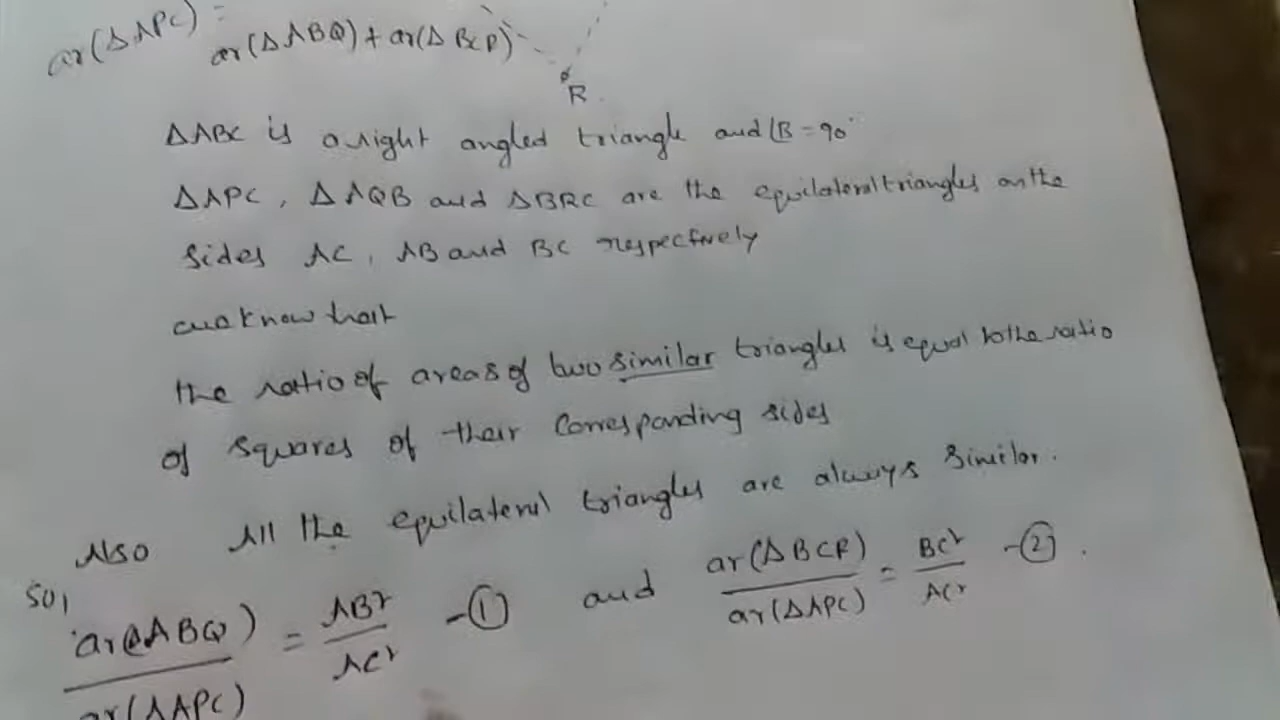 ar(ΔAPC) =
ar(ΔABQ) + ar(ΔBCR)
R
ΔABC is a right angled triangle and ∠B = 90°
ΔAPC, ΔAQB and ΔBRC are the equilateral triangles on the
sides AC, AB and BC respectively
we know that
the ratio of areas of two similar triangles is equal to the ratio
of squares of their corresponding sides
Also All the equilateral triangles are always similar.
So,
ar(ΔABQ) / ar(ΔAPC) = AB² / AC² - ① and ar(ΔBCR) / ar(ΔAPC) = BC² / AC² - ②.